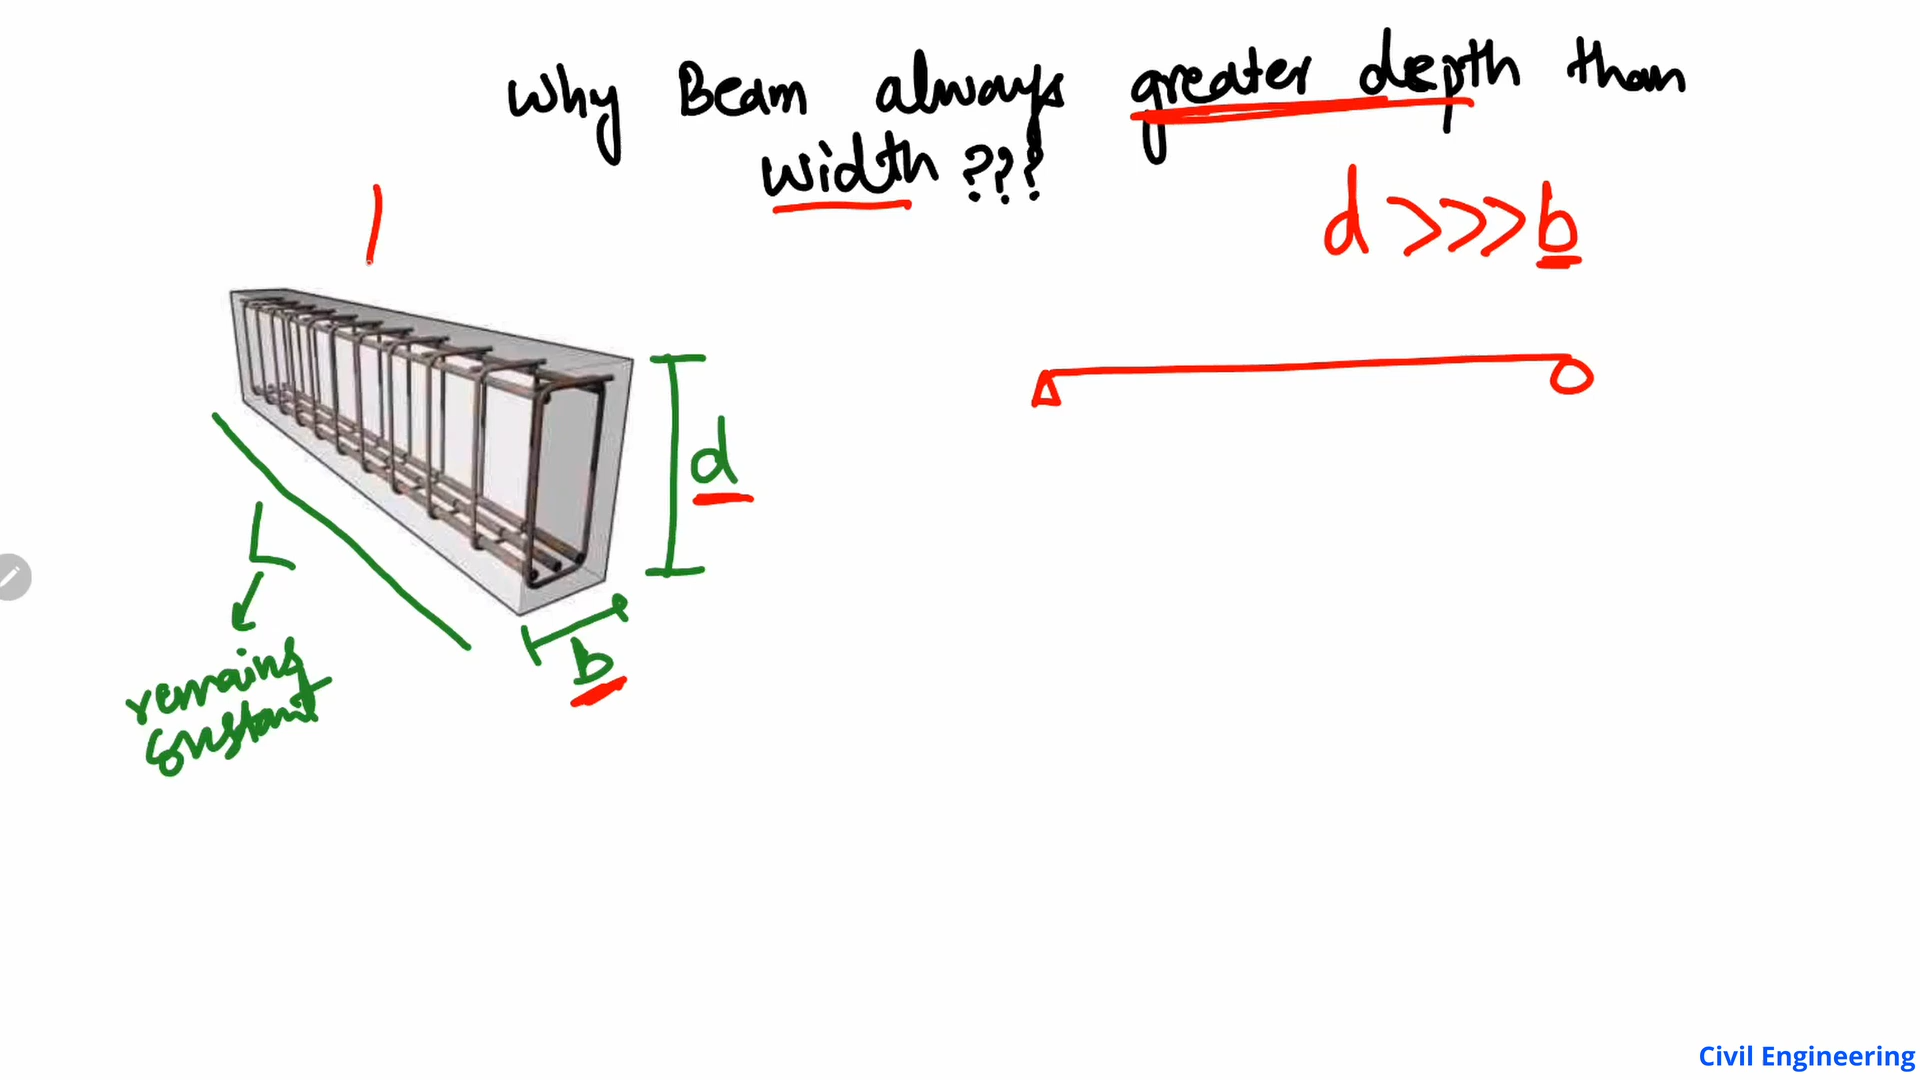 Why Beam always greater depth than
width ???
d >>> b
d
L
b
remains
constant
Civil Engineering